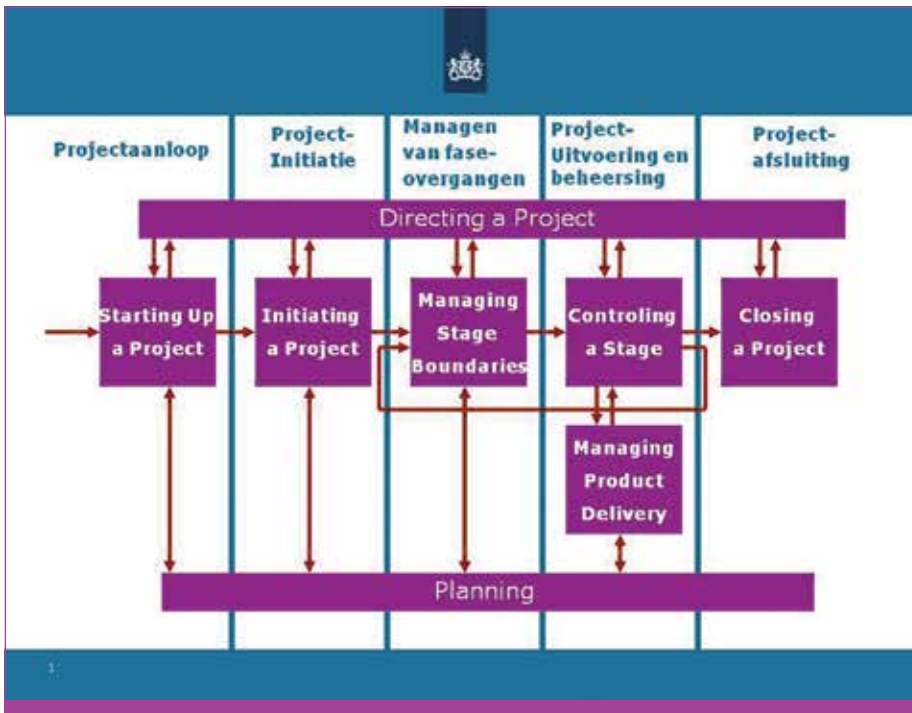 Projectaanloop
Project-
Initiatie
Managen
van fase-
overgangen
Project-
Uitvoering en
beheersing
Project-
afsluiting
Directing a Project
Starting Up
a Project
Initiating
a Project
Managing
Stage
Boundaries
Controling
a Stage
Closing
a Project
Managing
Product
Delivery
Planning
1